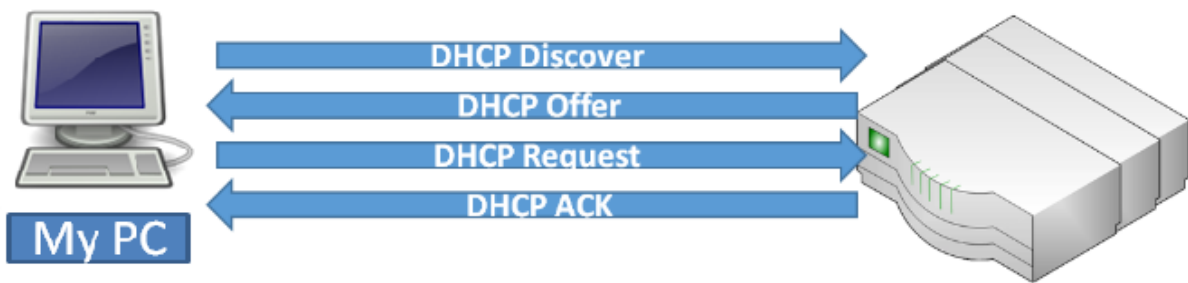 DHCP Discover
DHCP Offer
DHCP Request
DHCP ACK
My PC